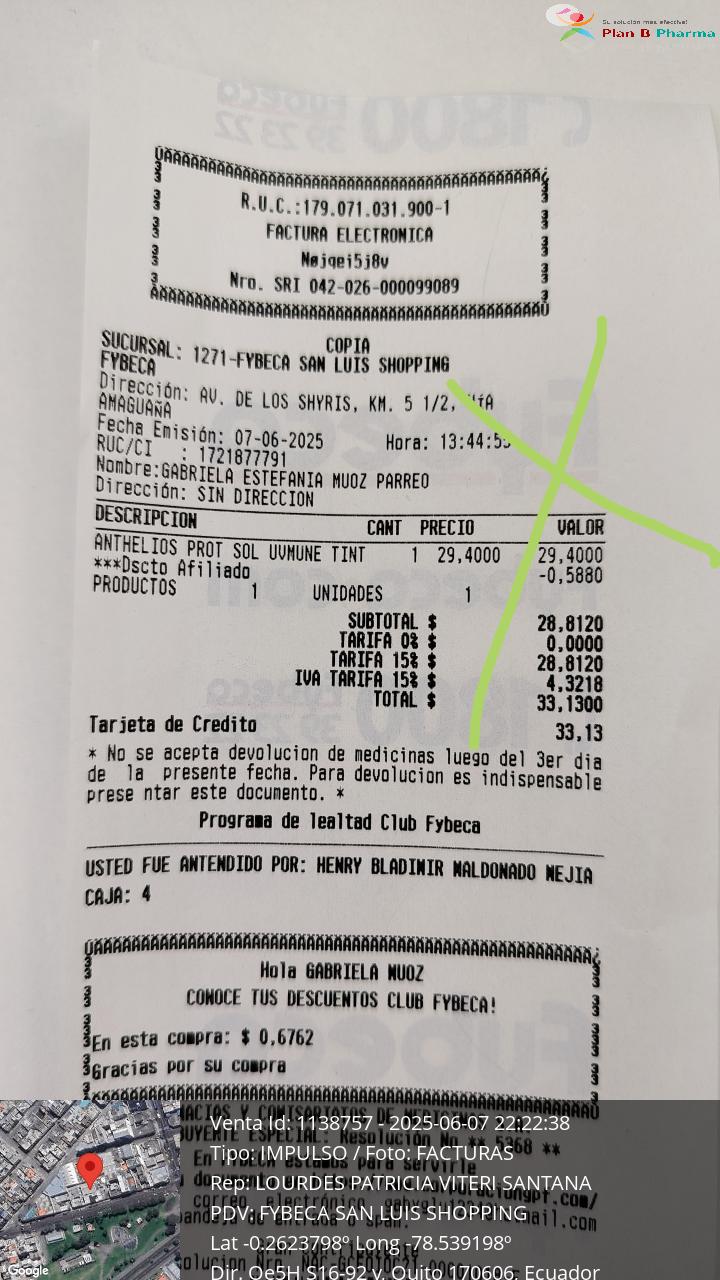 Su solución más efectiva!
Plan B Pharma
R.U.C.:179.071.031.900-1
FACTURA ELECTRONICA
Nøjqei5j8v
Nro. SRI 042-026-000099089
COPIA
SUCURSAL: 1271-FYBECA SAN LUIS SHOPPING
FYBECA
Dirección: AV. DE LOS SHYRIS, KM. 5 1/2, VíA
AMAGUAÑA
Fecha Emisión: 07-06-2025 Hora: 13:44:55
RUC/CI : 1721877791
Nombre:GABRIELA ESTEFANIA MUOZ PARREO
Dirección: SIN DIRECCION
DESCRIPCION CANT PRECIO VALOR
ANTHELIOS PROT SOL UVMUNE TINT 1 29,4000 29,4000
***Dscto Afiliado -0,5880
PRODUCTOS 1 UNIDADES 1
SUBTOTAL $ 28,8120
TARIFA 0% $ 0,0000
TARIFA 15% $ 28,8120
IVA TARIFA 15% $ 4,3218
TOTAL $ 33,1300
Tarjeta de Credito 33,13
* No se acepta devolucion de medicinas luego del 3er dia
de la presente fecha. Para devolucion es indispensable
prese ntar este documento. *
Programa de lealtad Club Fybeca
USTED FUE ANTENDIDO POR: HENRY BLADIMIR MALDONADO MEJIA
CAJA: 4
Hola GABRIELA MUOZ
CONOCE TUS DESCUENTOS CLUB FYBECA!
En esta compra: $ 0,6762
Gracias por su compra
Venta Id: 1138757 - 2025-06-07 22:22:38
Tipo: IMPULSO / Foto: FACTURAS
Rep: LOURDES PATRICIA VITERI SANTANA
PDV: FYBECA SAN LUIS SHOPPING
Lat -0.2623798º Long -78.539198º
Dir. Oe5H S16-92 y, Quito 170606, Ecuador
Google